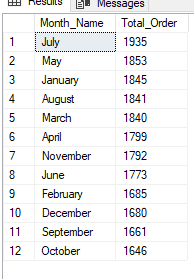 Results Messages
Month_Name Total_Order
1 July 1935
2 May 1853
3 January 1845
4 August 1841
5 March 1840
6 April 1799
7 November 1792
8 June 1773
9 February 1685
10 December 1680
11 September 1661
12 October 1646